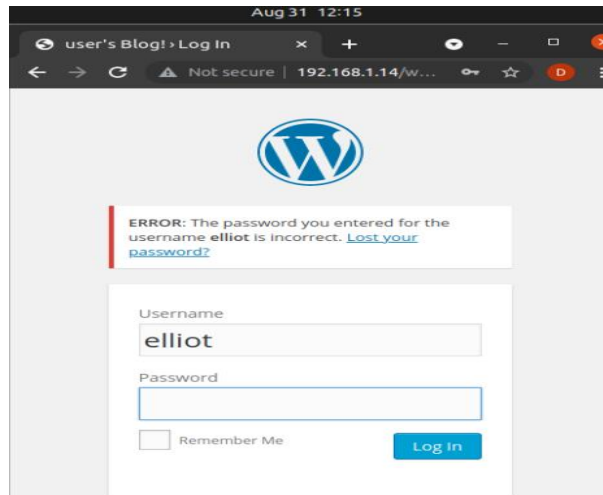 Aug 31 12:15
user's Blog! › Log In
Not secure | 192.168.1.14/w...
D
ERROR: The password you entered for the
username elliot is incorrect. Lost your
password?
Username
elliot
Password
Remember Me
Log In